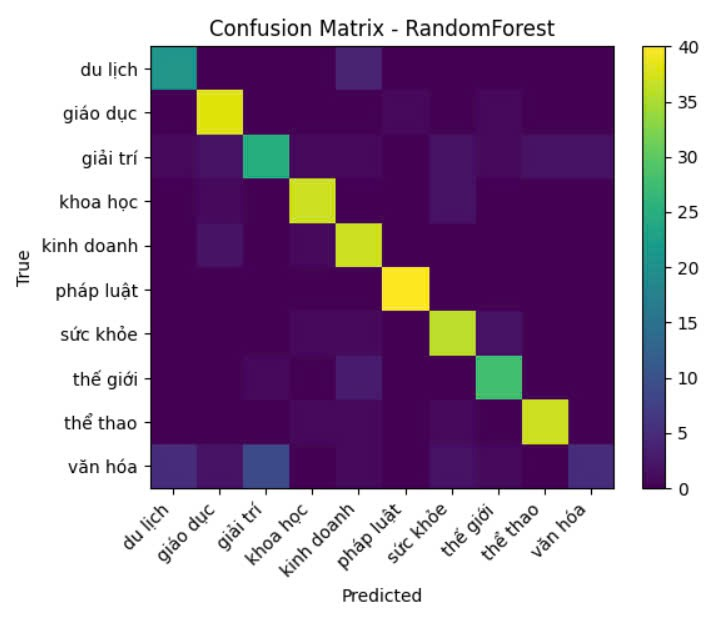 Confusion Matrix - RandomForest
True
du lịch
giáo dục
giải trí
khoa học
kinh doanh
pháp luật
sức khỏe
thế giới
thể thao
văn hóa
du lịch
giáo dục
giải trí
khoa học
kinh doanh
pháp luật
sức khỏe
thế giới
thể thao
văn hóa
Predicted
40
35
30
25
20
15
10
5
0